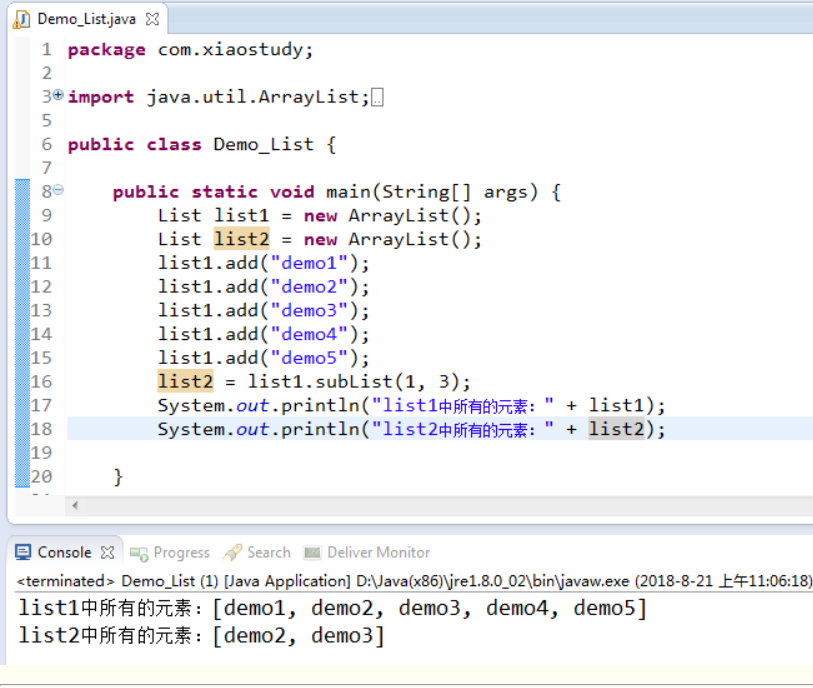 Demo_List.java
1 package com.xiaostudy;
2
3 import java.util.ArrayList;
5
6 public class Demo_List {
7
8 public static void main(String[] args) {
9 List list1 = new ArrayList();
10 List list2 = new ArrayList();
11 list1.add("demo1");
12 list1.add("demo2");
13 list1.add("demo3");
14 list1.add("demo4");
15 list1.add("demo5");
16 list2 = list1.subList(1, 3);
17 System.out.println("list1中所有的元素：" + list1);
18 System.out.println("list2中所有的元素：" + list2);
19
20 }
Console Progress Search Deliver Monitor
<terminated> Demo_List (1) [Java Application] D:\Java(x86)\jre1.8.0_02\bin\javaw.exe (2018-8-21 上午11:06:18)
list1中所有的元素：[demo1, demo2, demo3, demo4, demo5]
list2中所有的元素：[demo2, demo3]